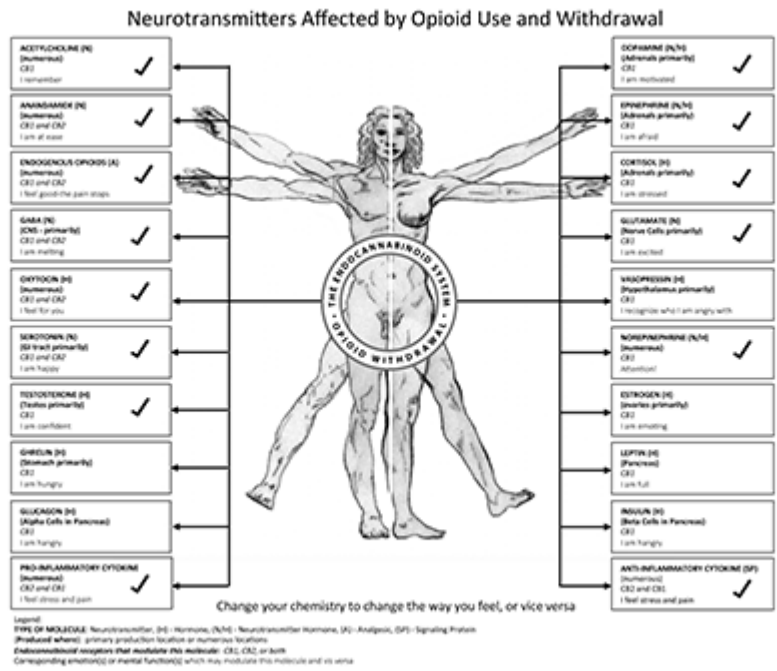 Neurotransmitters Affected by Opioid Use and Withdrawal
ACETYLCHOLINE (N)
(numerous)
CB1
I remember
ANANDAMIDE (N)
(numerous)
CB1 and CB2
I am at ease
ENDOGENOUS OPIOIDS (A)
(numerous)
CB1 and CB2
I feel good-the pain stops
GABA (N)
(CNS - primarily)
CB1 and CB2
I am melting
OXYTOCIN (H)
(numerous)
CB1 and CB2
I feel for you
SEROTONIN (N)
(GI tract primarily)
CB1 and CB2
I am happy
TESTOSTERONE (H)
(Testes primarily)
CB1
I am confident
GHRELIN (H)
(Stomach primarily)
CB1
I am hungry
GLUCAGON (H)
(Alpha Cells in Pancreas)
CB1
I am hangry
PRO-INFLAMMATORY CYTOKINE
(numerous)
CB2 and CB1
I feel stress and pain
THE ENDOCANNABINOID SYSTEM
OPIOID WITHDRAWAL
DOPAMINE (N/H)
(Adrenals primarily)
CB1
I am motivated
EPINEPHRINE (N/H)
(Adrenals primarily)
CB1
I am afraid
CORTISOL (H)
(Adrenals primarily)
CB1
I am stressed
GLUTAMATE (N)
(Nerve Cells primarily)
CB1
I am excited
VASOPRESSIN (H)
(Hypothalamus primarily)
CB1
I recognize who I am angry with
NOREPINEPHRINE (N/H)
(numerous)
CB1
Attention!
ESTROGEN (H)
(ovaries primarily)
CB1
I am emoting
LEPTIN (H)
(Pancreas)
CB1
I am full
INSULIN (H)
(Beta Cells in Pancreas)
CB1
I am hangry
ANTI-INFLAMMATORY CYTOKINE (SP)
(numerous)
CB2 and CB1
I feel stress and pain
Change your chemistry to change the way you feel, or vice versa
Legend
TYPE OF MOLECULE: Neurotransmitter, (H) - Hormone, (N/H) - Neurotransmitter Hormone, (A) - Analgesic, (SP) - Signaling Protein
(Produced where): primary production location or numerous locations
Endocannabinoid receptors that modulate this molecule: CB1, CB2, or both
Corresponding emotion(s) or mental function(s) which may modulate this molecule and vis versa